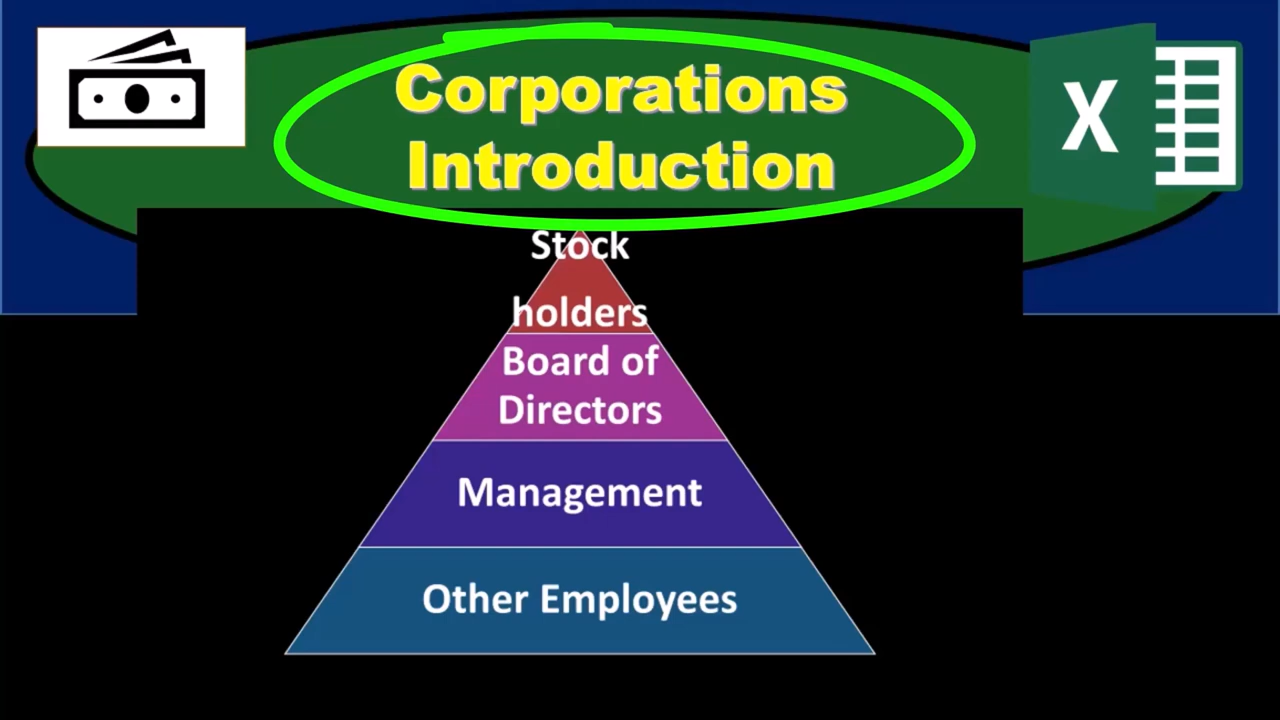 Corporations
Introduction
X
Stock
holders
Board of
Directors
Management
Other Employees